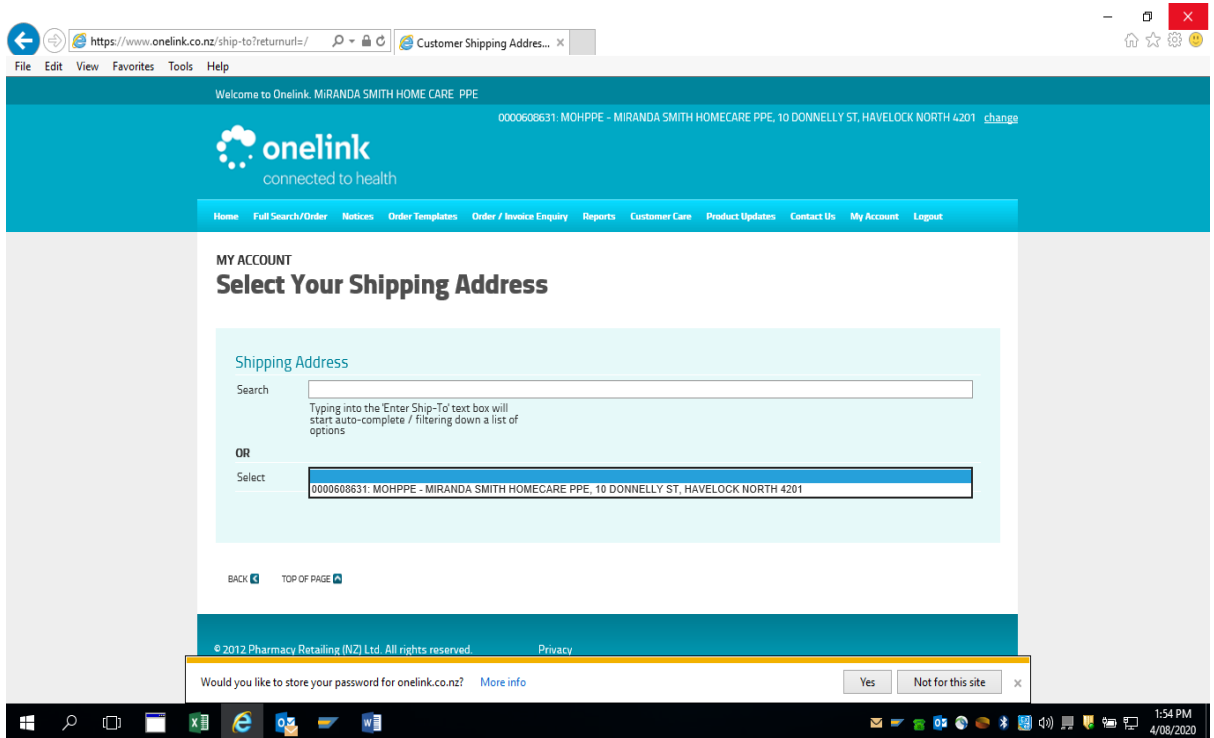 https://www.onelink.co.nz/ship-to?returnurl=/
Customer Shipping Addres...
File Edit View Favorites Tools Help
Welcome to Onelink. MiRANDA SMITH HOME CARE PPE
0000608631: MOHPPE - MIRANDA SMITH HOMECARE PPE, 10 DONNELLY ST, HAVELOCK NORTH 4201 change
onelink
connected to health
Home Full Search/Order Notices Order Templates Order / Invoice Enquiry Reports Customer Care Product Updates Contact Us My Account Logout
MY ACCOUNT
Select Your Shipping Address
Shipping Address
Search
Typing into the 'Enter Ship-To' text box will
start auto-complete / filtering down a list of
options
OR
Select
0000608631: MOHPPE - MIRANDA SMITH HOMECARE PPE, 10 DONNELLY ST, HAVELOCK NORTH 4201
BACK TOP OF PAGE
© 2012 Pharmacy Retailing (NZ) Ltd. All rights reserved. Privacy
Would you like to store your password for onelink.co.nz? More info Yes Not for this site
1:54 PM
4/08/2020